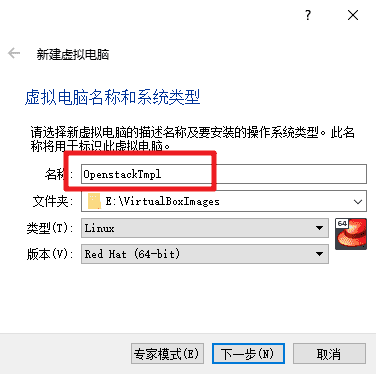 ?
新建虚拟电脑
虚拟电脑名称和系统类型
请选择新虚拟电脑的描述名称及要安装的操作系统类型。此名
称将用于标识此虚拟电脑。
名称: OpenstackTmpl
文件夹: E:\VirtualBoxImages
类型(T): Linux
64
版本(V): Red Hat (64-bit)
专家模式(E) 下一步(N) 取消